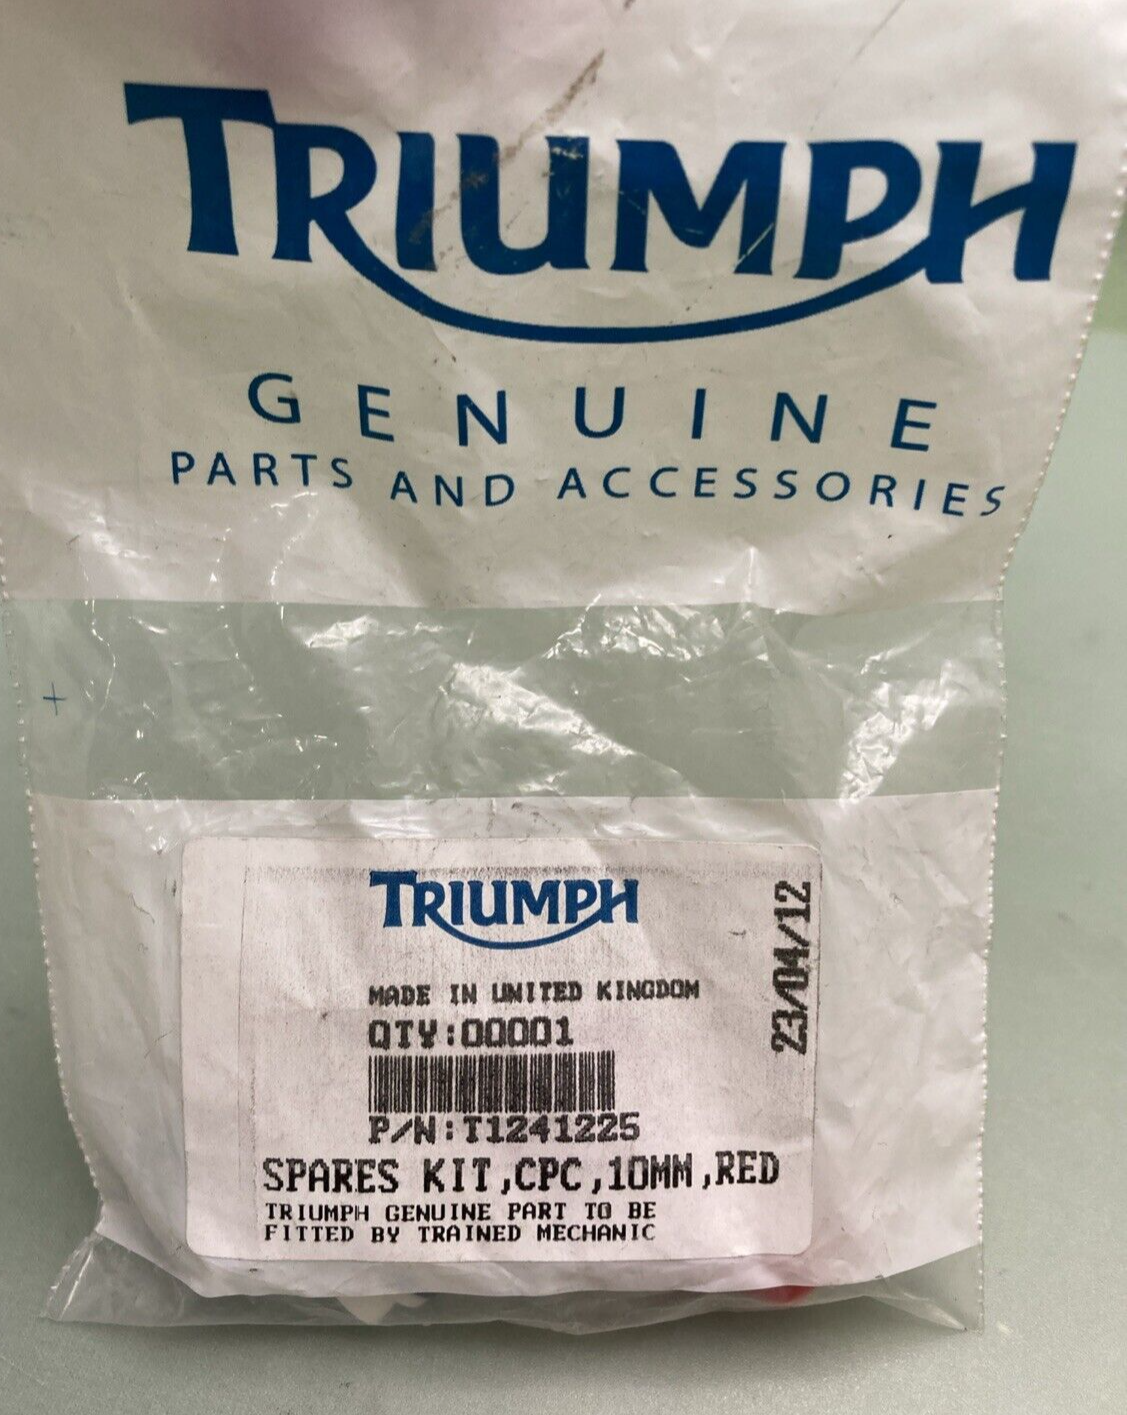 TRIUMPH
GENUINE
PARTS AND ACCESSORIES
TRIUMPH
23/04/12
MADE IN UNITED KINGDOM
QTY:00001
P/N:T1241225
SPARES KIT,CPC,10MM,RED
TRIUMPH GENUINE PART TO BE
FITTED BY TRAINED MECHANIC